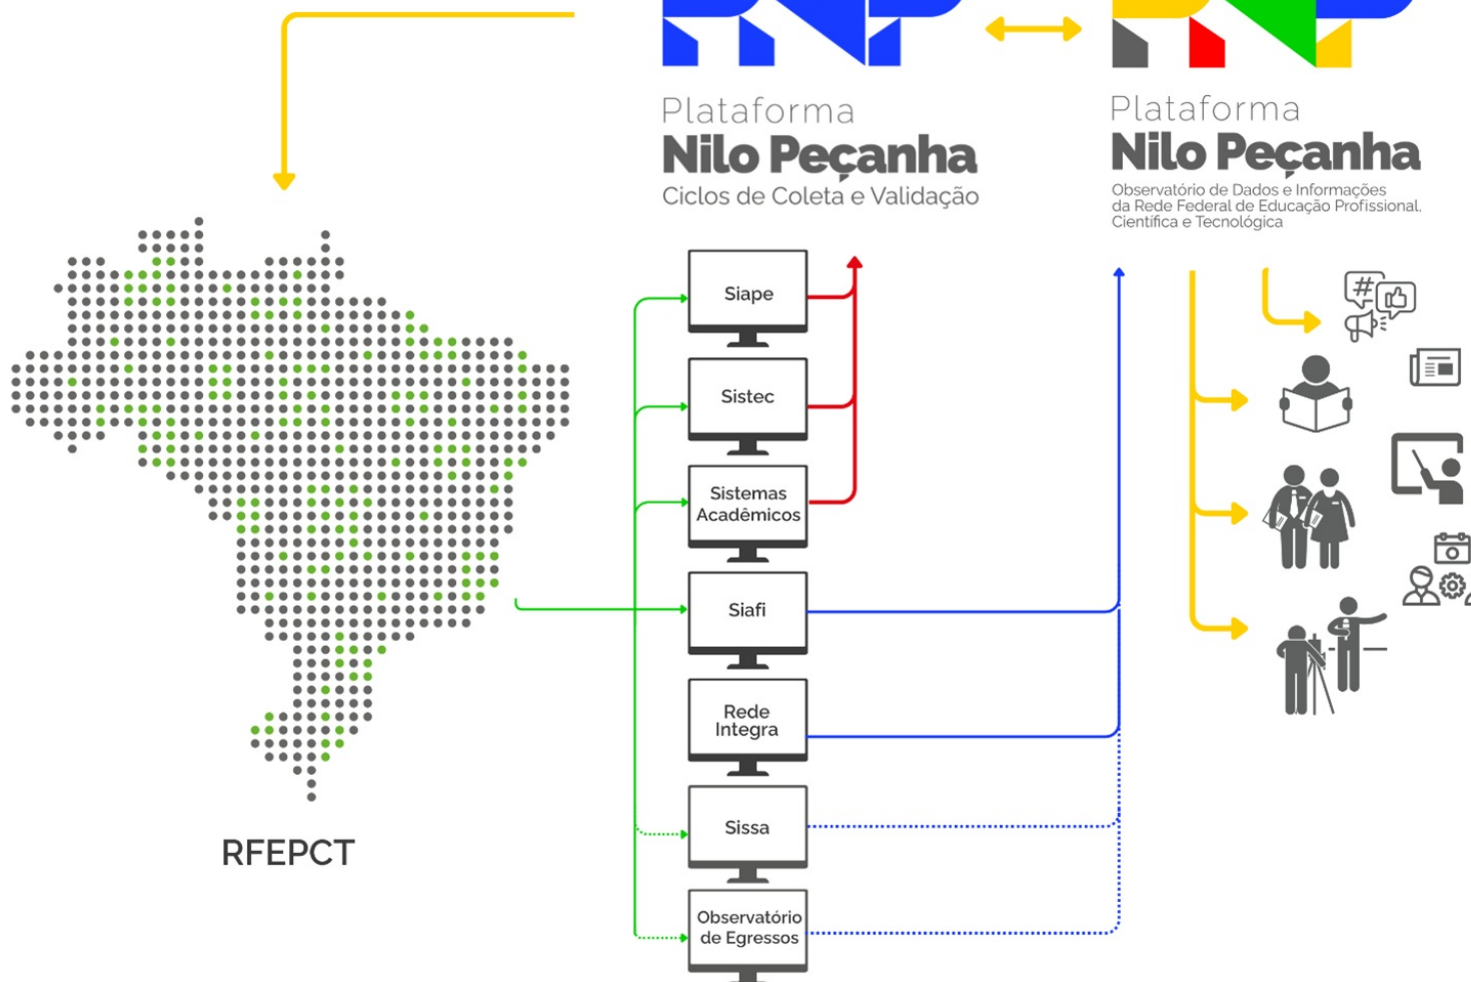 Plataforma
Nilo Peçanha
Ciclos de Coleta e Validação
Plataforma
Nilo Peçanha
Observatório de Dados e Informações
da Rede Federal de Educação Profissional,
Científica e Tecnológica
Siape
Sistec
Sistemas
Acadêmicos
Siafi
Rede
Integra
Sissa
Observatório
de Egressos
RFEPCT
#